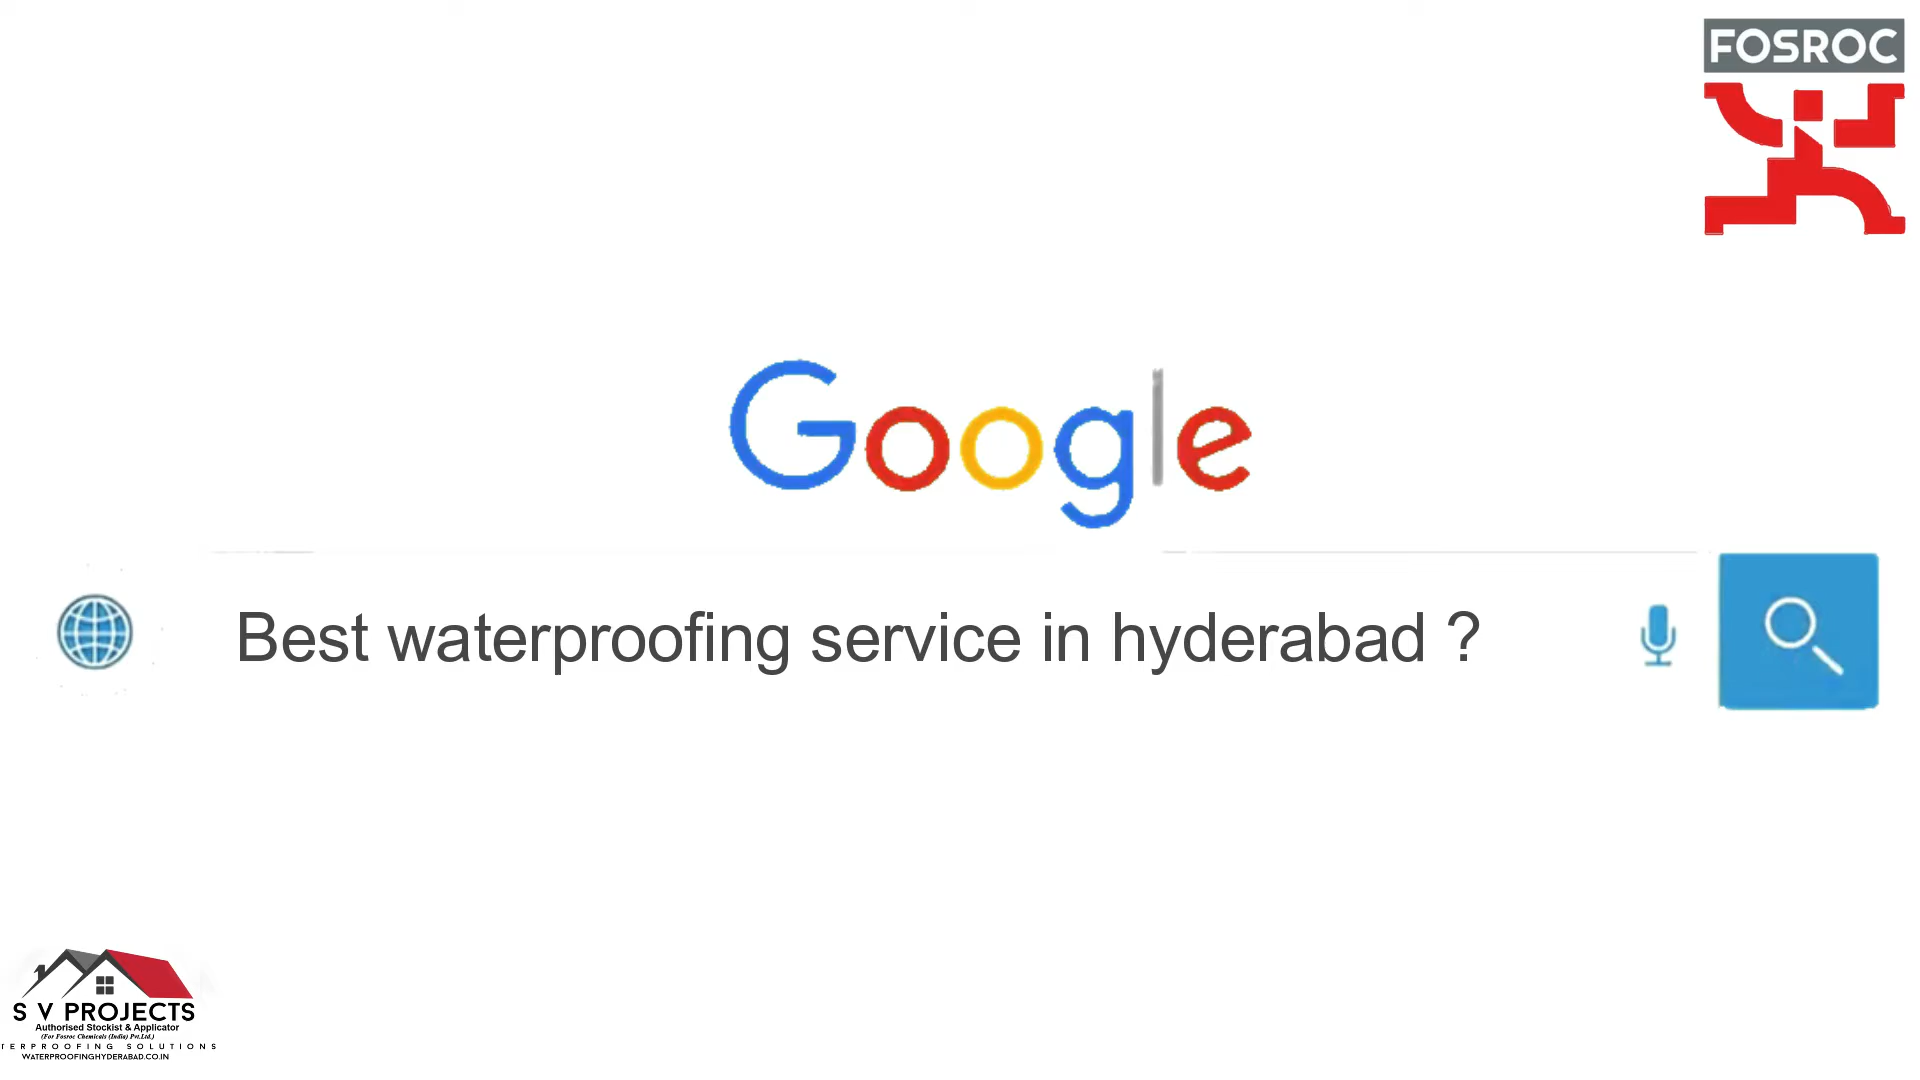 FOSROC
Google
Best waterproofing service in hyderabad ?
S V PROJECTS
Authorised Stockist & Applicator
(For Fosroc Chemicals (India) Pvt.Ltd.)
TERPROOFING SOLUTIONS
WATERPROOFINGHYDERABAD.CO.IN